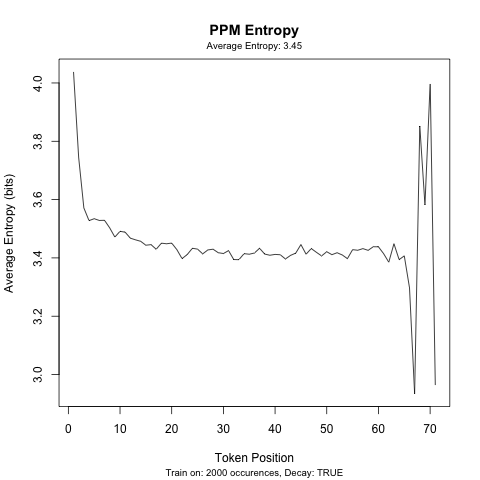 PPM Entropy
Average Entropy: 3.45
Average Entropy (bits)
4.0
3.8
3.6
3.4
3.2
3.0
0 10 20 30 40 50 60 70
Token Position
Train on: 2000 occurences, Decay: TRUE